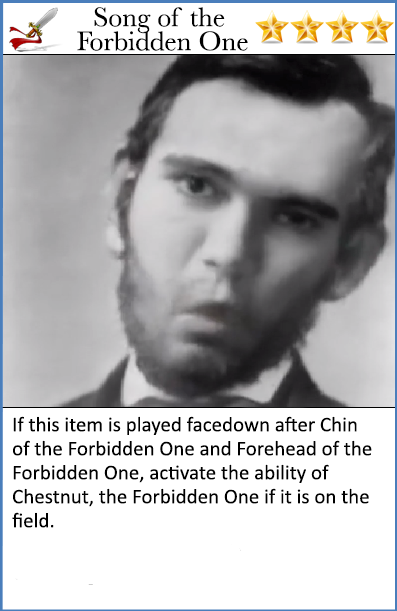 Song of the
Forbidden One
If this item is played facedown after Chin
of the Forbidden One and Forehead of the
Forbidden One, activate the ability of
Chestnut, the Forbidden One if it is on the
field.